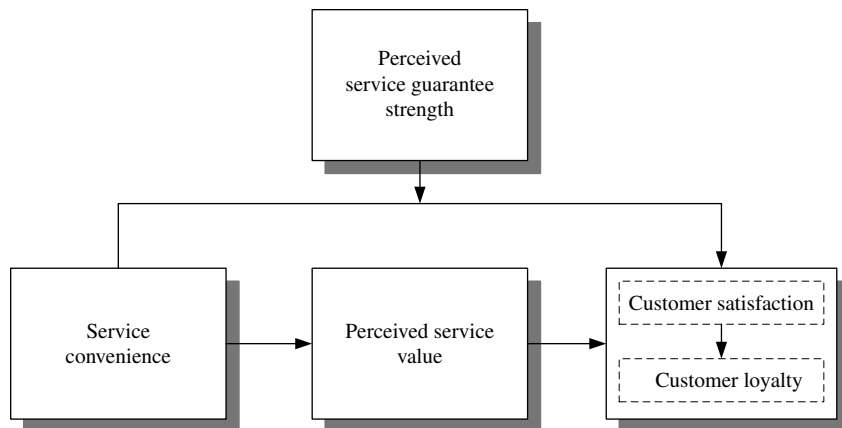 Perceived
service guarantee
strength
Service
convenience
Perceived service
value
Customer satisfaction
Customer loyalty